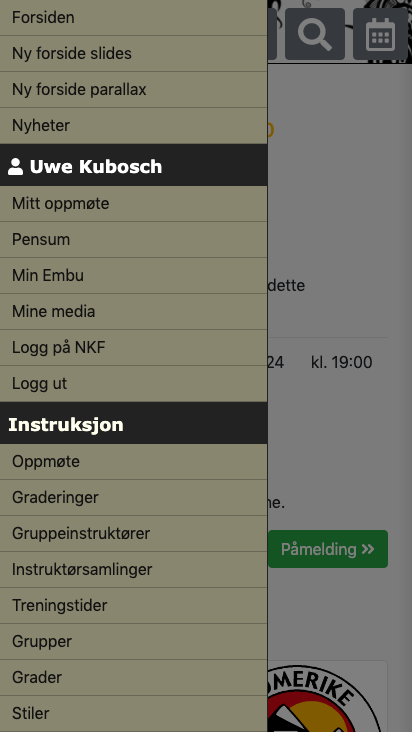 Forsiden
Ny forside slides
Ny forside parallax
Nyheter
Uwe Kubosch
Mitt oppmøte
Pensum
Min Embu
dette
Mine media
Logg på NKF
24 kl. 19:00
Logg ut
Instruksjon
Oppmøte
Graderinger
ne.
Gruppeinstruktører
Påmelding »
Instruktørsamlinger
Treningstider
Grupper
Grader
OMERIKE
Stiler